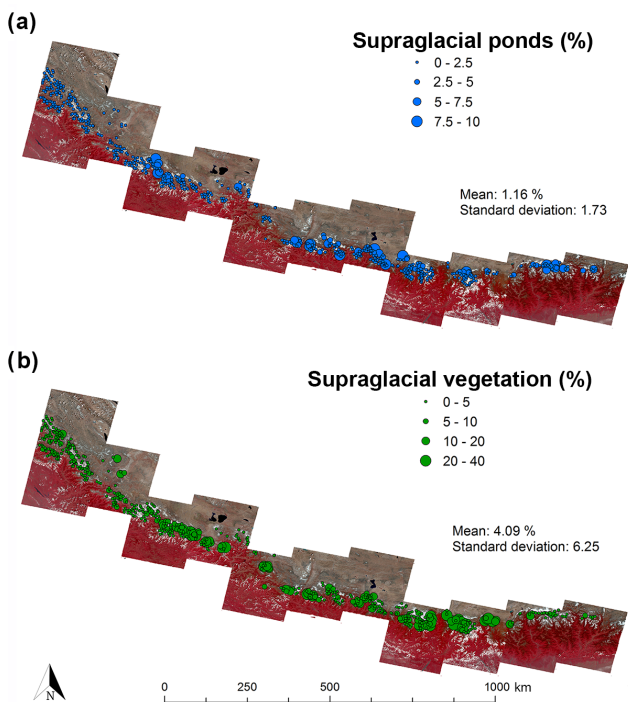 (a)
Supraglacial ponds (%)
0 - 2.5
2.5 - 5
5 - 7.5
7.5 - 10
Mean: 1.16 %
Standard deviation: 1.73
(b)
Supraglacial vegetation (%)
0 - 5
5 - 10
10 - 20
20 - 40
Mean: 4.09 %
Standard deviation: 6.25
N
0 250 500 750 1000 km